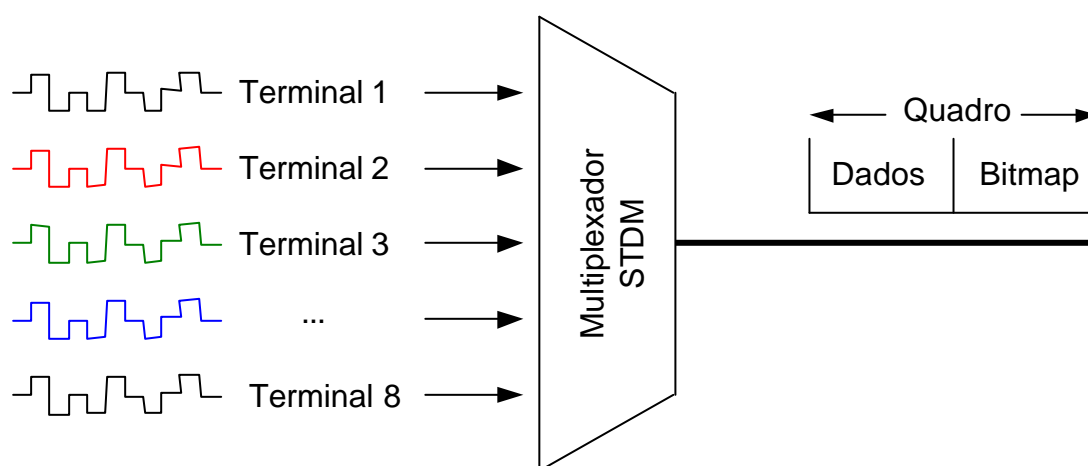 Terminal 1
Terminal 2
Terminal 3
...
Terminal 8
Multiplexador
STDM
Quadro
Dados
Bitmap